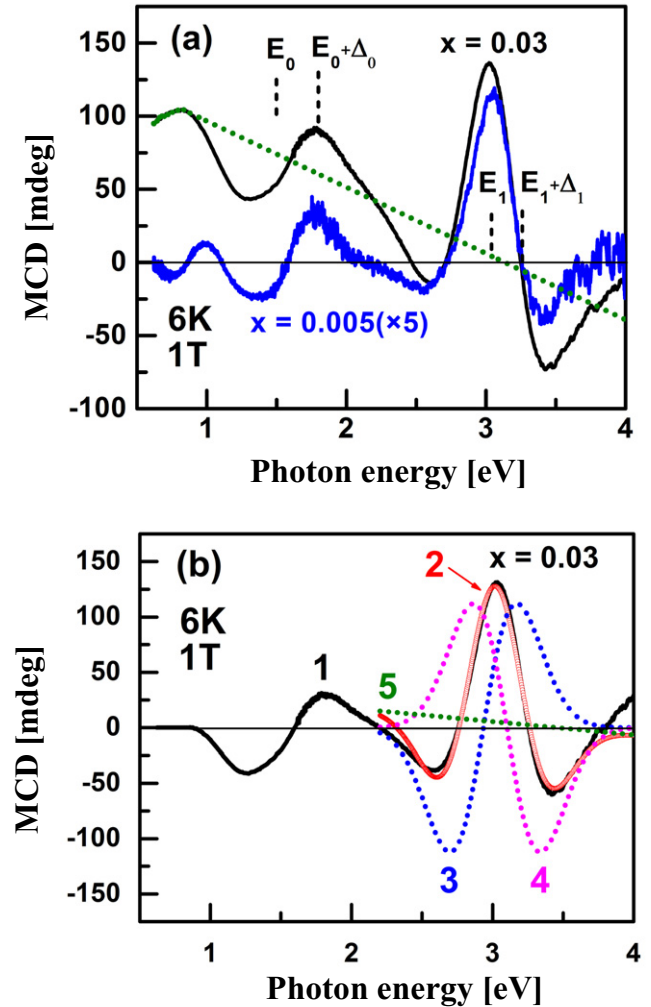 (a)
x = 0.03
E₀
E₀+Δ₀
E₁
E₁+Δ₁
150
100
50
0
-50
-100
MCD [mdeg]
6K
1T
x = 0.005(×5)
1 2 3 4
Photon energy [eV]
(b)
2
x = 0.03
6K
1T
1
5
3
4
150
100
50
0
-50
-100
-150
MCD [mdeg]
1 2 3 4
Photon energy [eV]